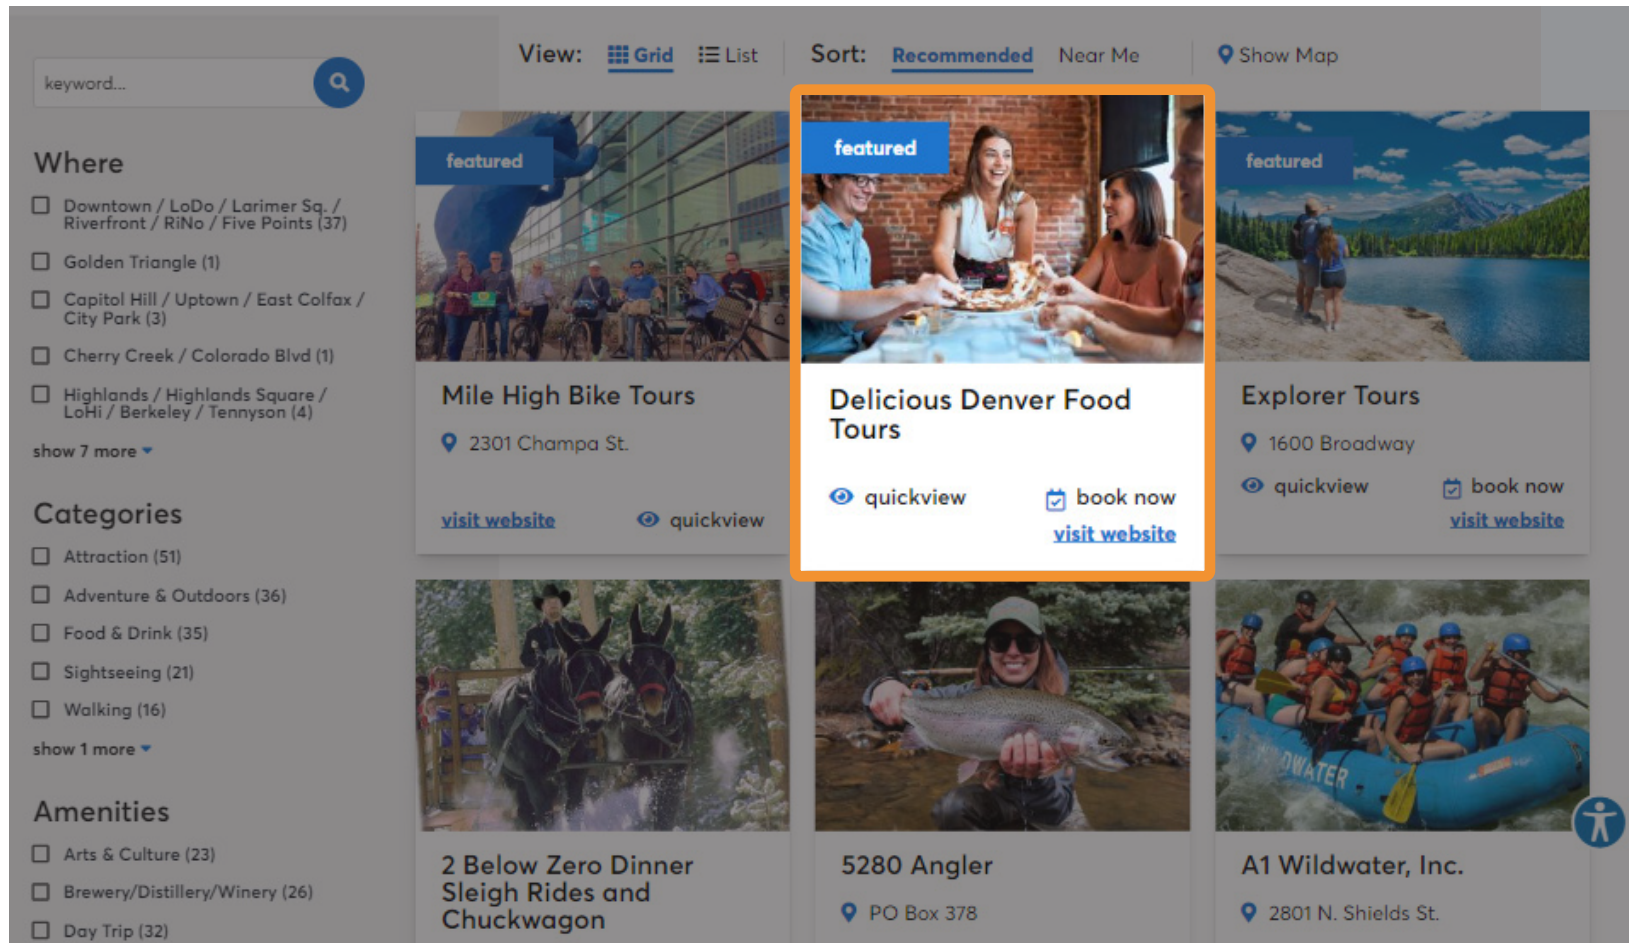 View: Grid List Sort: Recommended Near Me Show Map
keyword...
Where
Downtown / LoDo / Larimer Sq. /
Riverfront / RiNo / Five Points (37)
Golden Triangle (1)
Capitol Hill / Uptown / East Colfax /
City Park (3)
Cherry Creek / Colorado Blvd (1)
Highlands / Highlands Square /
LoHi / Berkeley / Tennyson (4)
show 7 more
Categories
Attraction (51)
Adventure & Outdoors (36)
Food & Drink (35)
Sightseeing (21)
Walking (16)
show 1 more
Amenities
Arts & Culture (23)
Brewery/Distillery/Winery (26)
Day Trip (32)
featured
Mile High Bike Tours
2301 Champa St.
visit website quickview
featured
Delicious Denver Food
Tours
quickview book now
visit website
featured
Explorer Tours
1600 Broadway
quickview book now
visit website
2 Below Zero Dinner
Sleigh Rides and
Chuckwagon
5280 Angler
PO Box 378
WILDWATER
A1 Wildwater, Inc.
2801 N. Shields St.